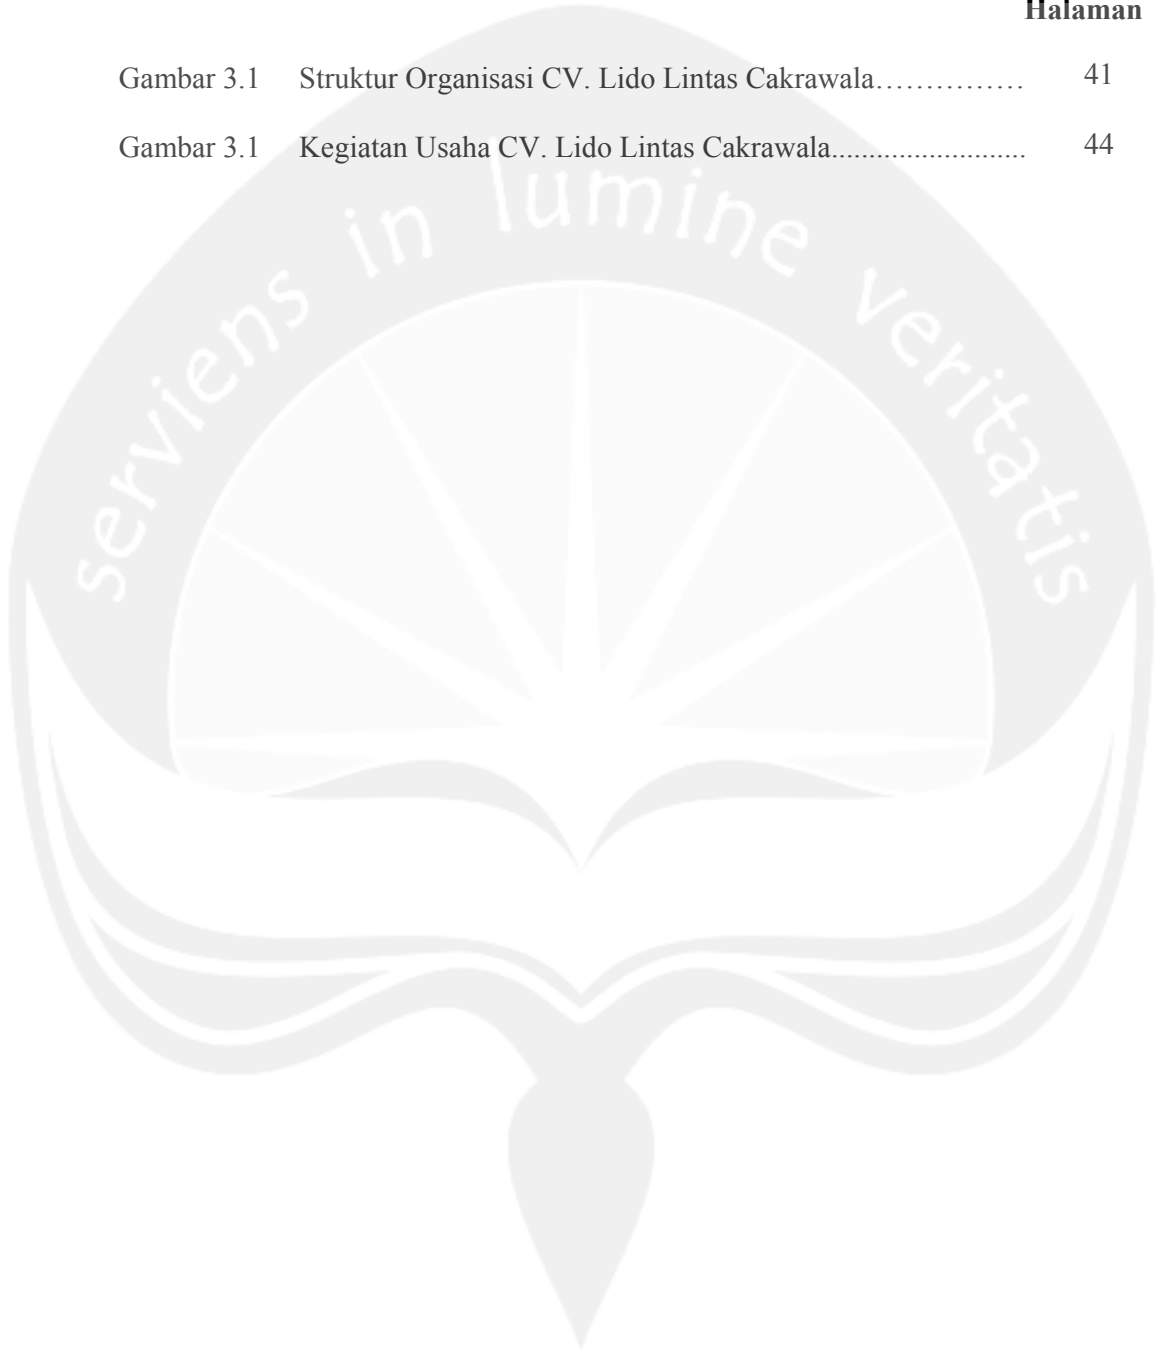 Halaman
Gambar 3.1 Struktur Organisasi CV. Lido Lintas Cakrawala…………… 41
Gambar 3.1 Kegiatan Usaha CV. Lido Lintas Cakrawala.......................... 44
serviens in lumine veritatis